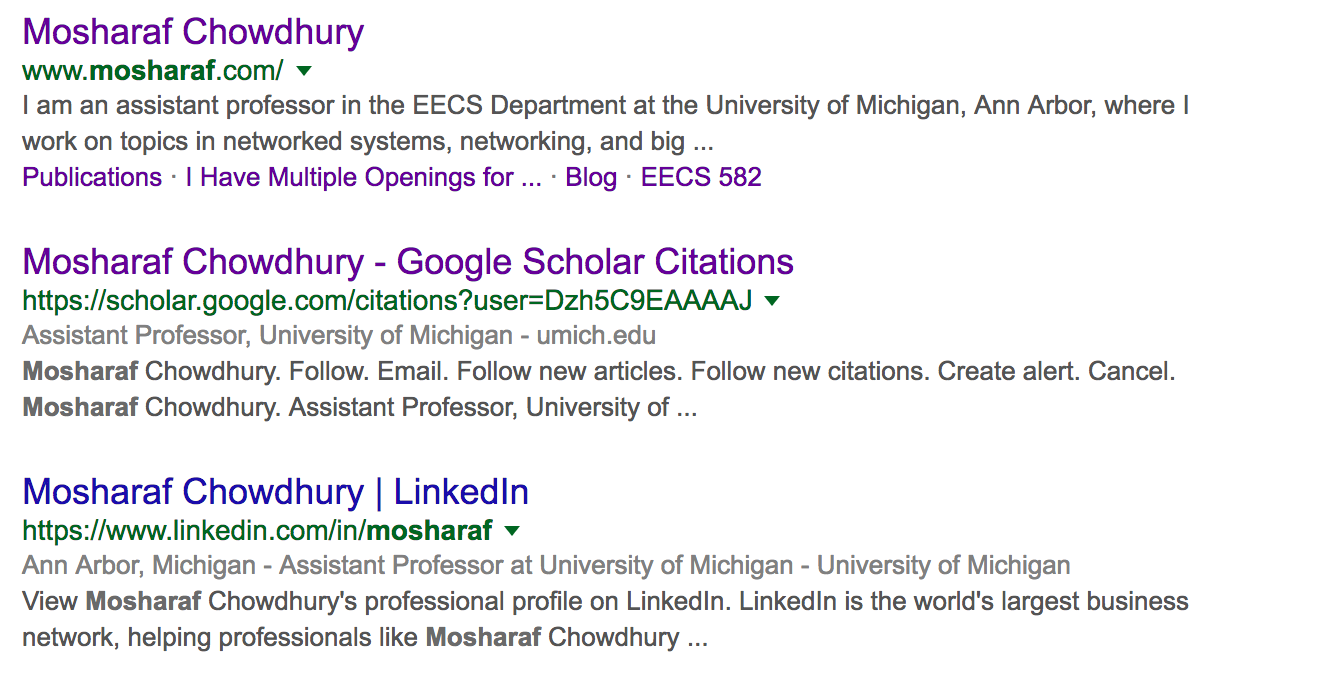 Mosharaf Chowdhury
www.mosharaf.com/
I am an assistant professor in the EECS Department at the University of Michigan, Ann Arbor, where I
work on topics in networked systems, networking, and big ...
Publications · I Have Multiple Openings for ... · Blog · EECS 582
Mosharaf Chowdhury - Google Scholar Citations
https://scholar.google.com/citations?user=Dzh5C9EAAAAJ
Assistant Professor, University of Michigan - umich.edu
Mosharaf Chowdhury. Follow. Email. Follow new articles. Follow new citations. Create alert. Cancel.
Mosharaf Chowdhury. Assistant Professor, University of ...
Mosharaf Chowdhury | LinkedIn
https://www.linkedin.com/in/mosharaf
Ann Arbor, Michigan - Assistant Professor at University of Michigan - University of Michigan
View Mosharaf Chowdhury's professional profile on LinkedIn. LinkedIn is the world's largest business
network, helping professionals like Mosharaf Chowdhury ...